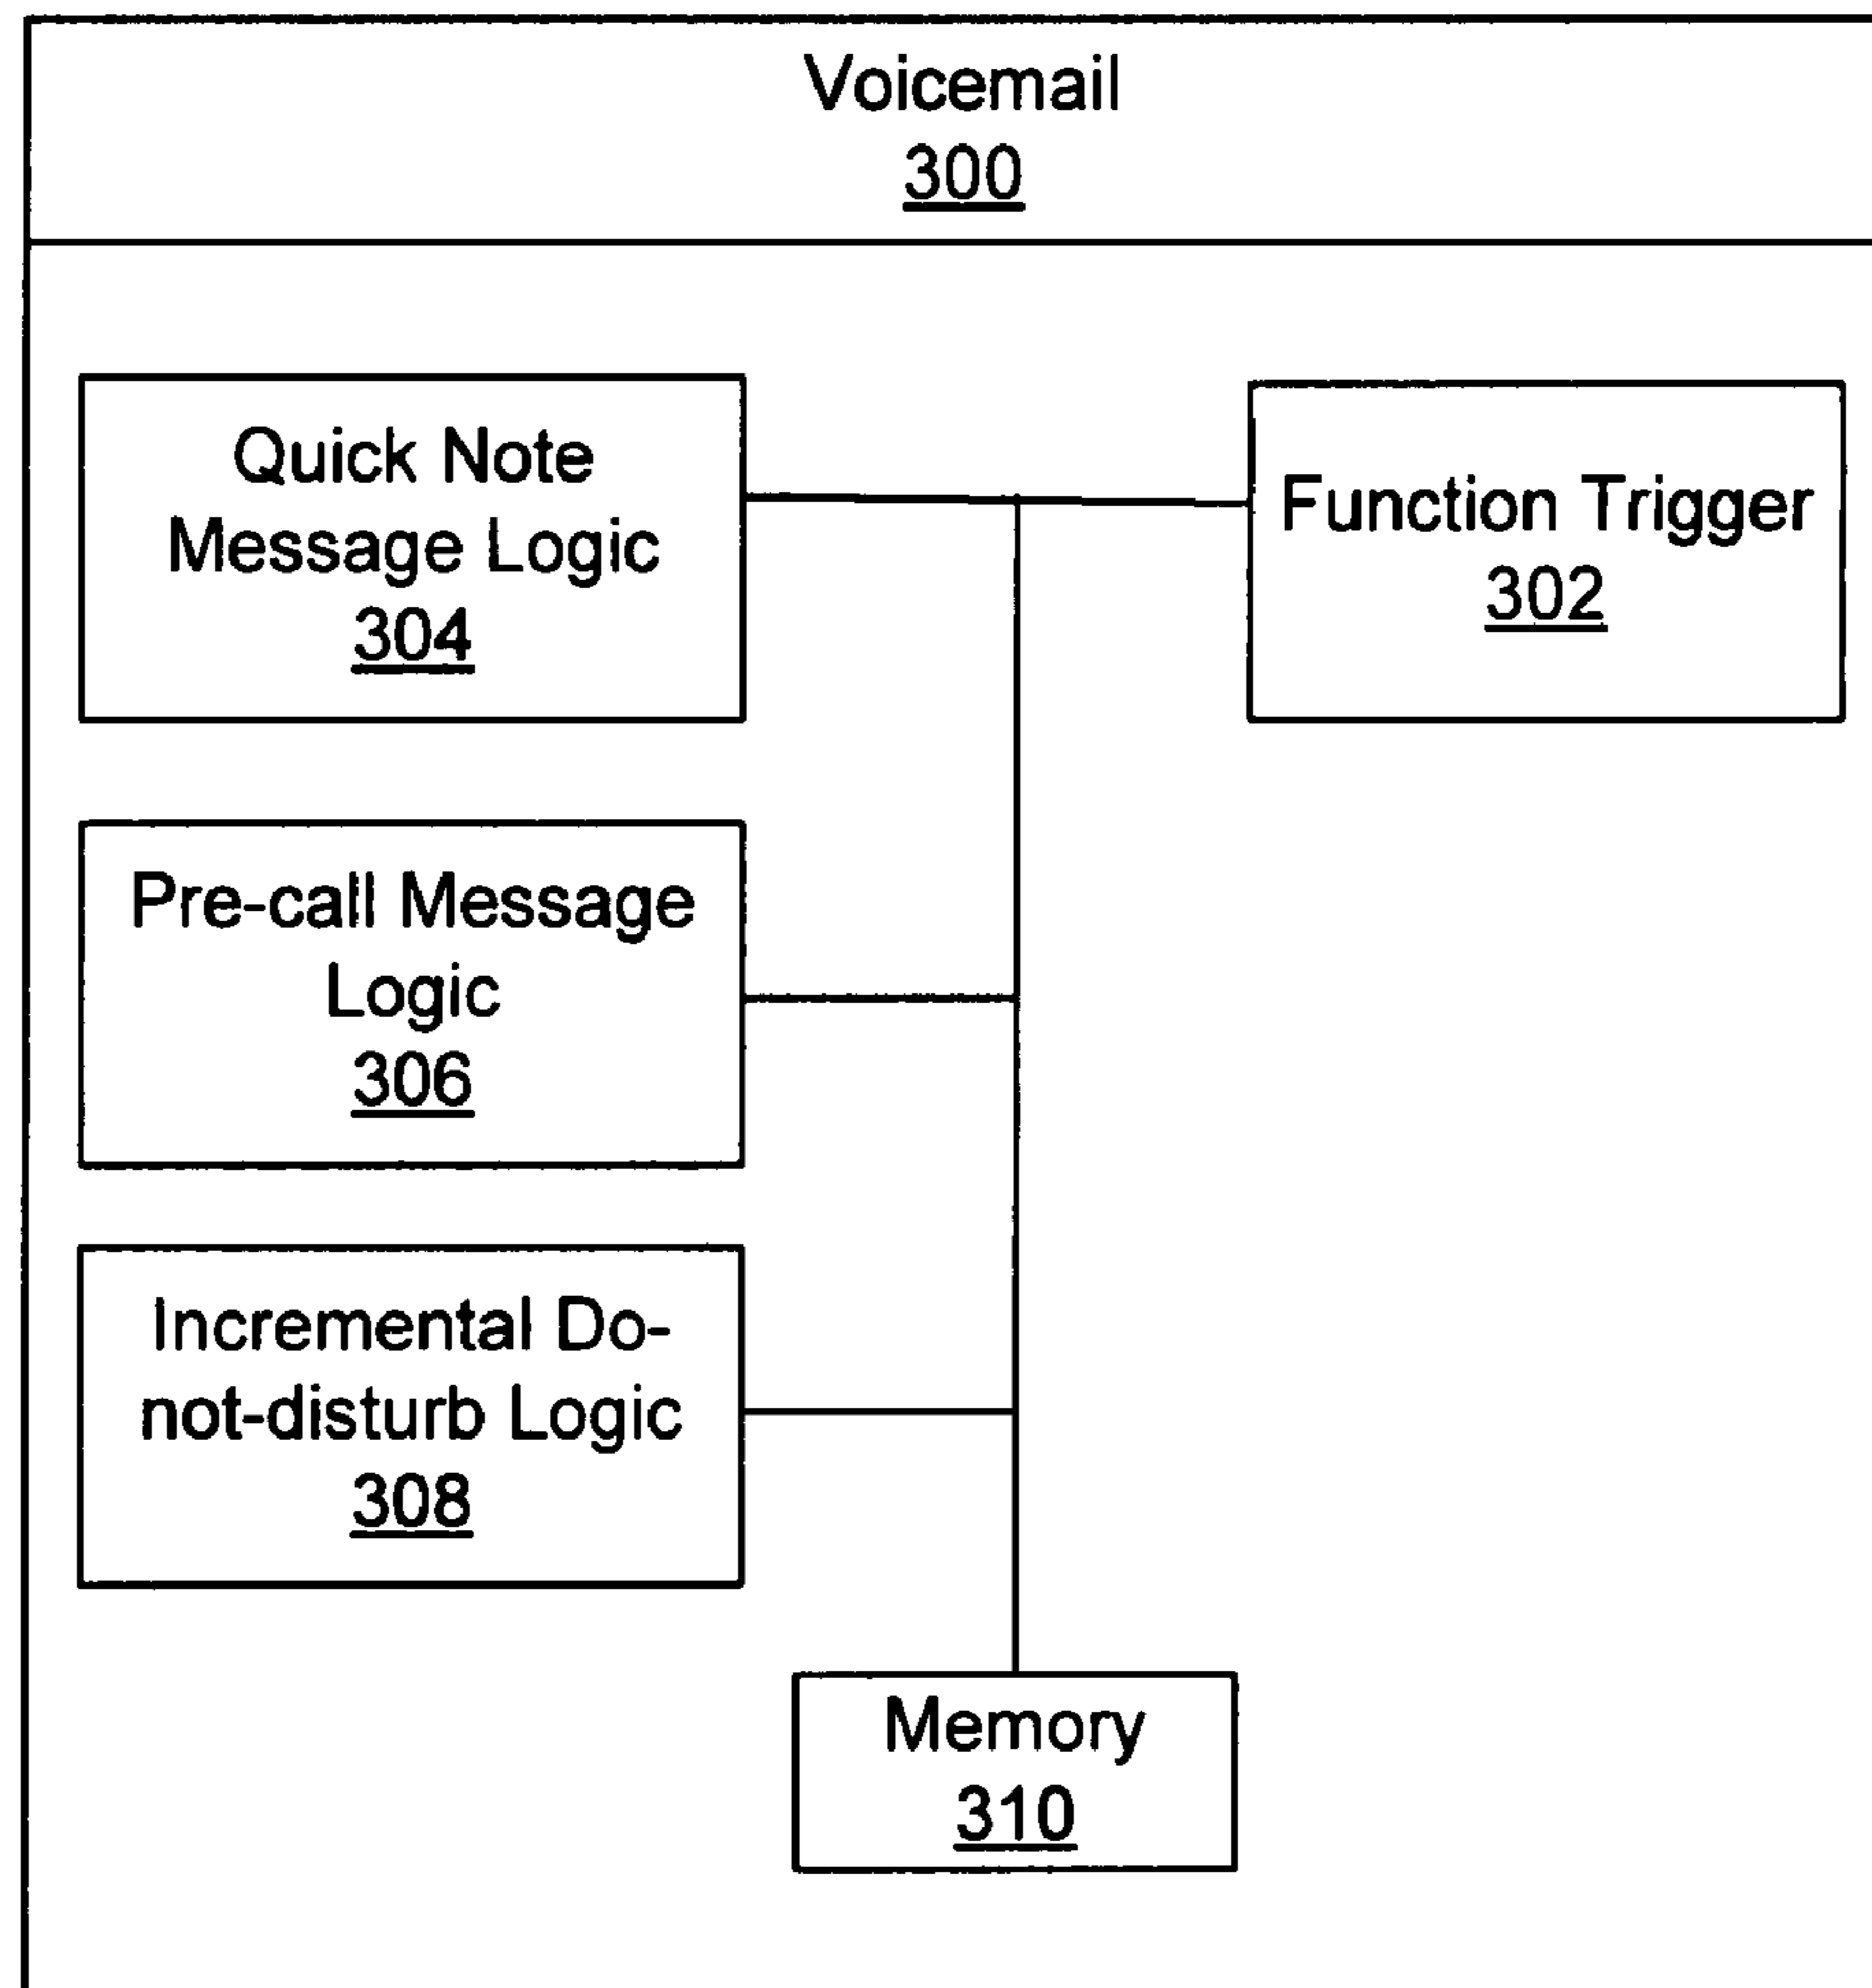 Voicemail
300
Quick Note
Message Logic
304
Function Trigger
302
Pre-call Message
Logic
306
Incremental Do-
not-disturb Logic
308
Memory
310